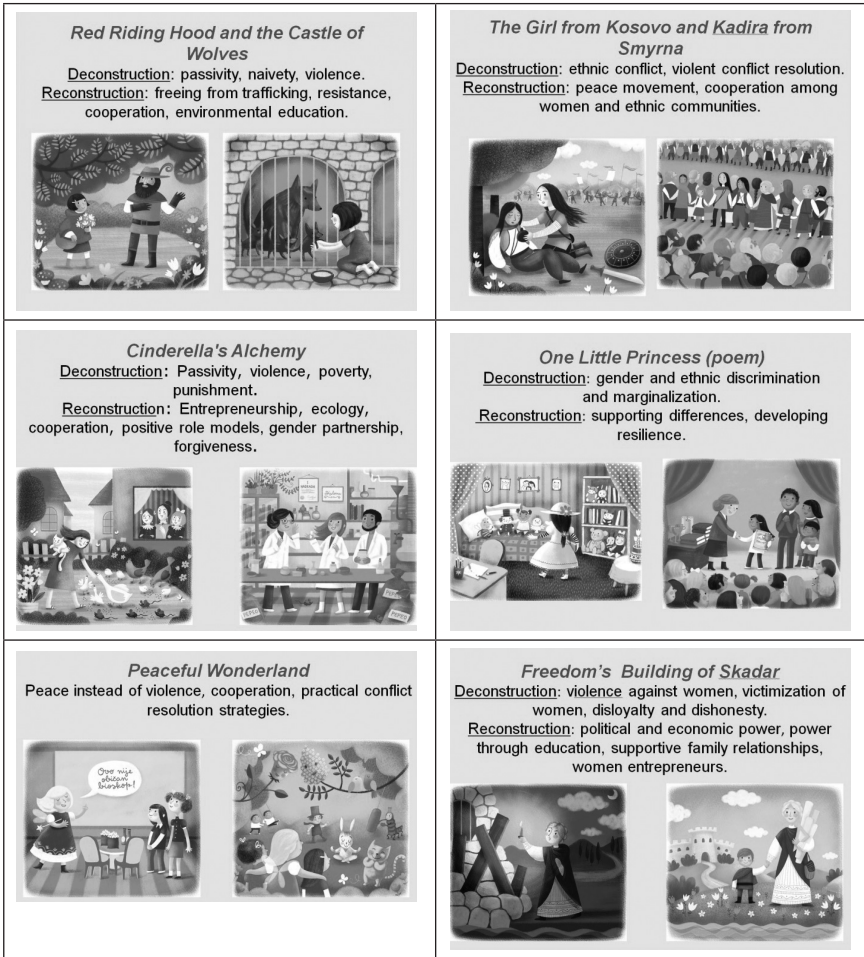 Red Riding Hood and the Castle of
Wolves
Deconstruction: passivity, naivety, violence.
Reconstruction: freeing from trafficking, resistance,
cooperation, environmental education.
The Girl from Kosovo and Kadira from
Smyrna
Deconstruction: ethnic conflict, violent conflict resolution.
Reconstruction: peace movement, cooperation among
women and ethnic communities.
Cinderella's Alchemy
Deconstruction: Passivity, violence, poverty,
punishment.
Reconstruction: Entrepreneurship, ecology,
cooperation, positive role models, gender partnership,
forgiveness.
One Little Princess (poem)
Deconstruction: gender and ethnic discrimination
and marginalization.
Reconstruction: supporting differences, developing
resilience.
Peaceful Wonderland
Peace instead of violence, cooperation, practical conflict
resolution strategies.
Ovo nije
običan
bioskop!
Freedom's Building of Skadar
Deconstruction: violence against women, victimization of
women, disloyalty and dishonesty.
Reconstruction: political and economic power, power
through education, supportive family relationships,
women entrepreneurs.